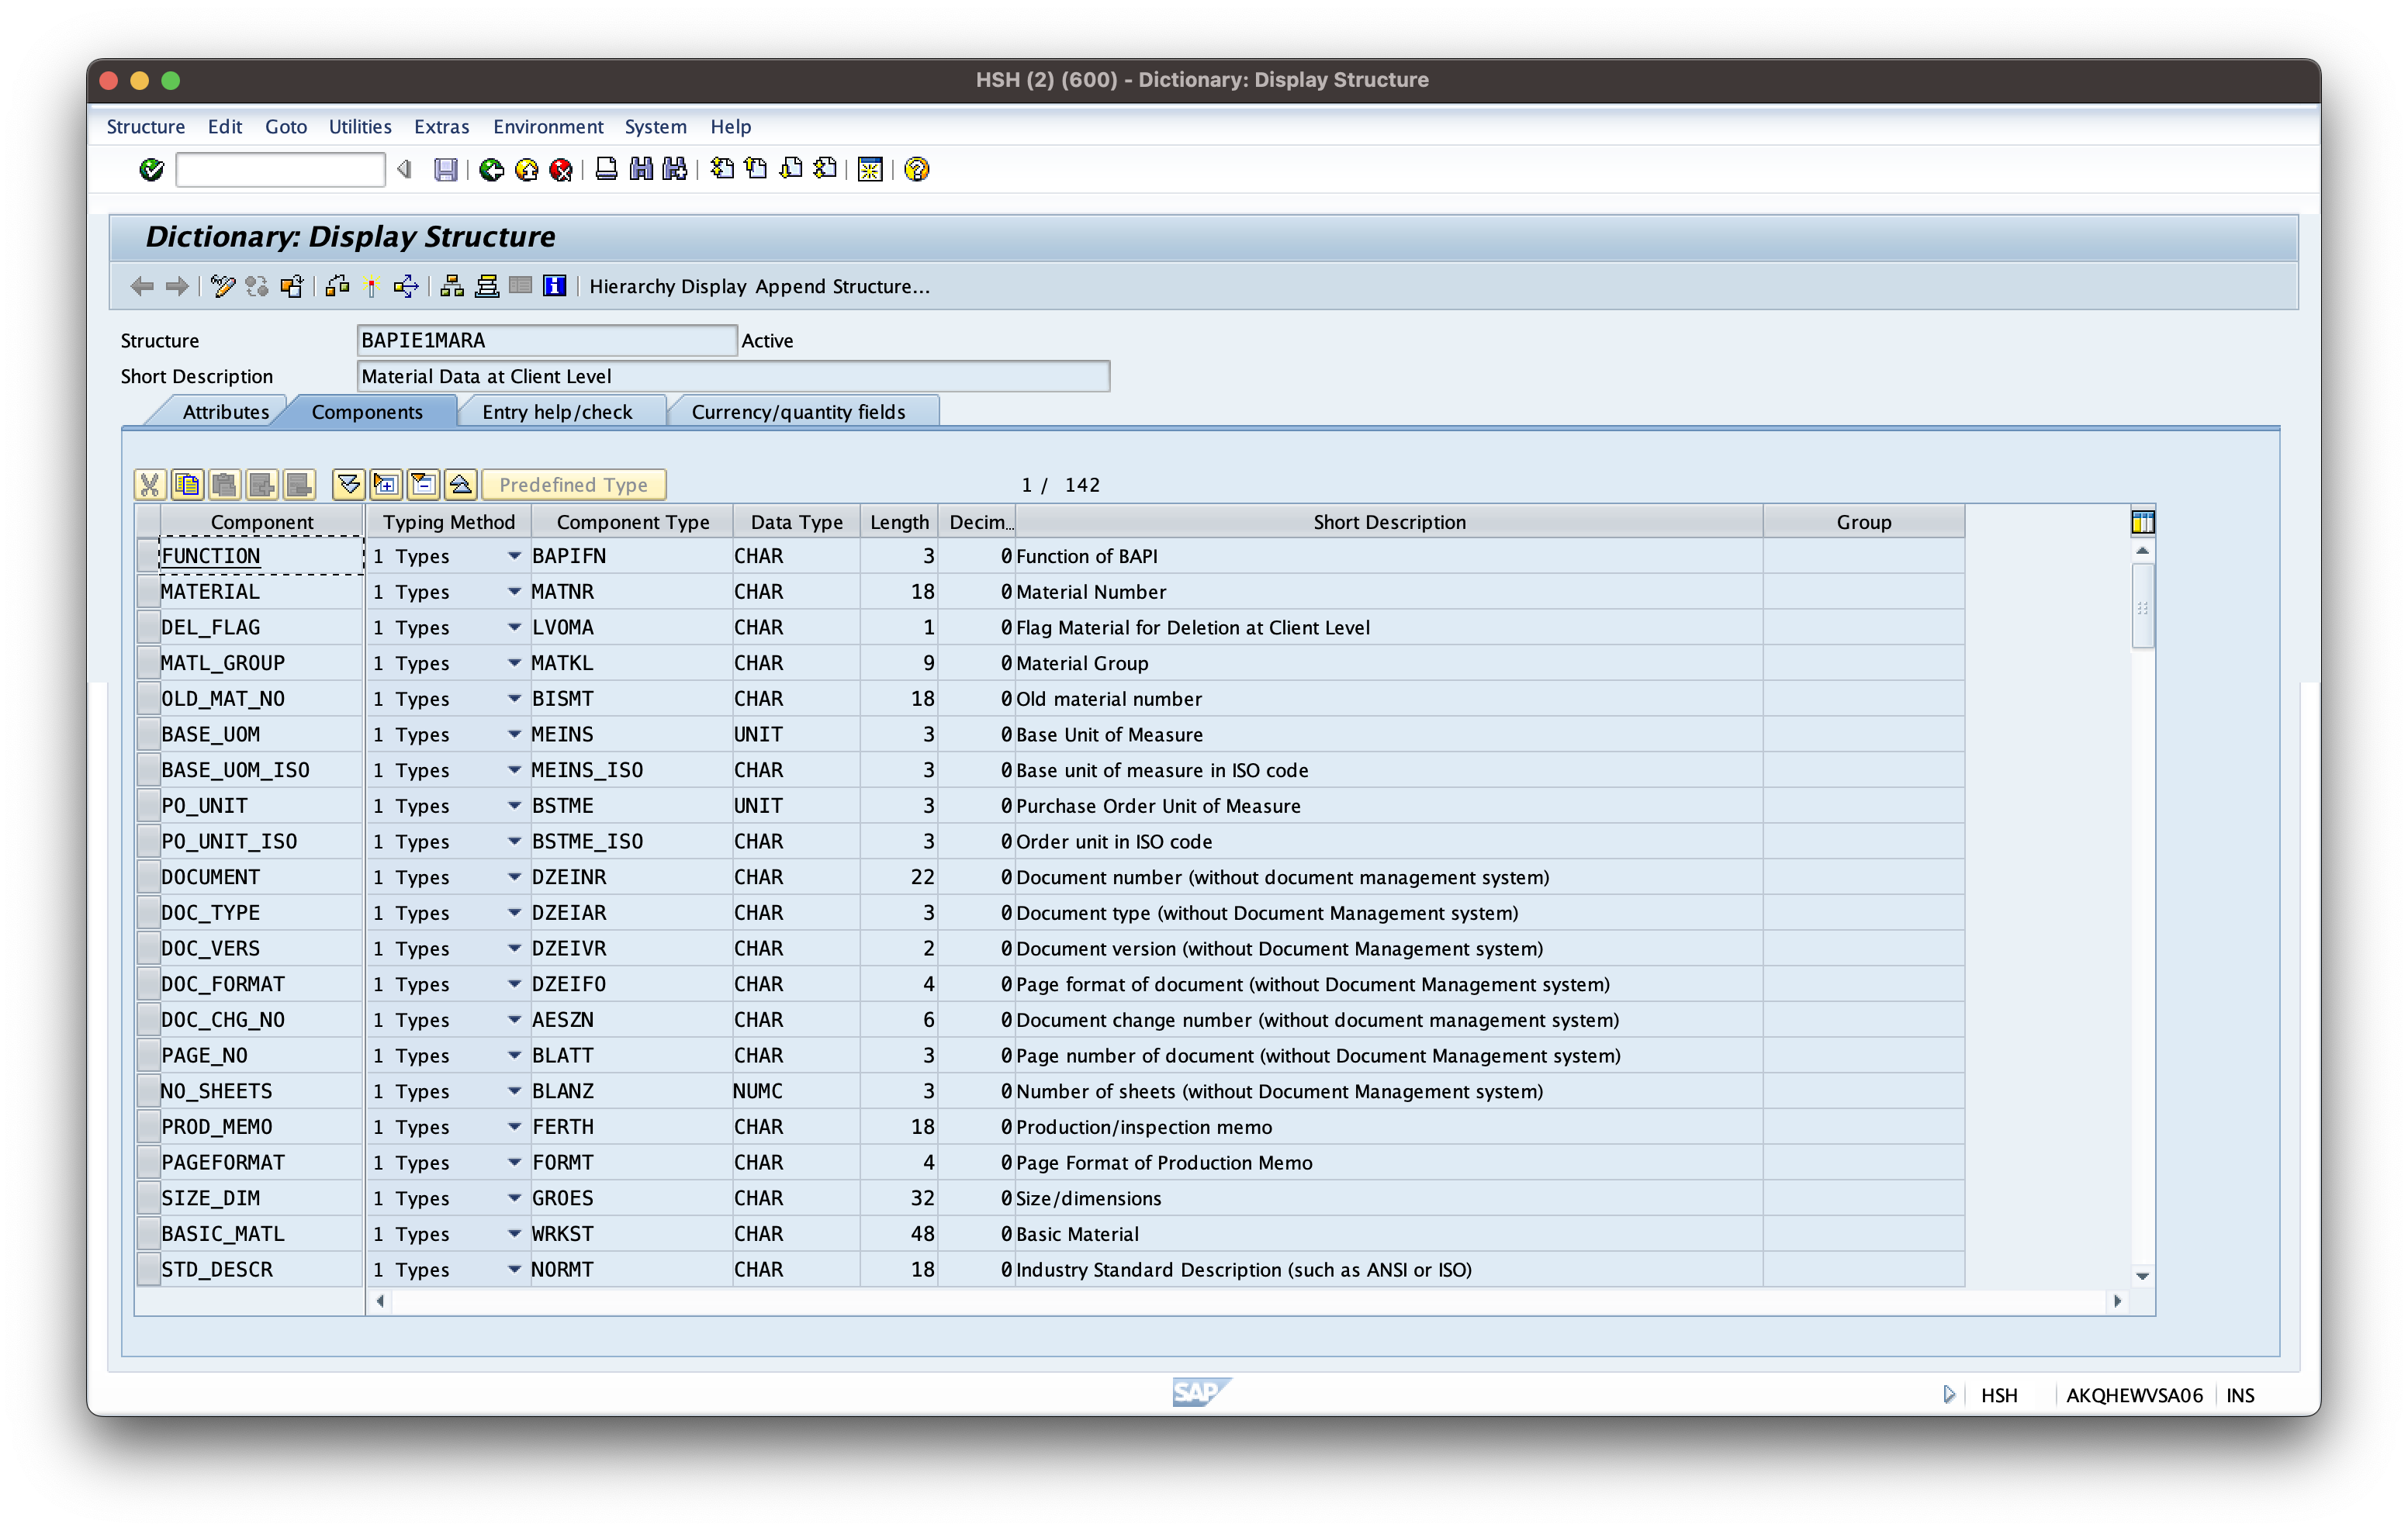 HSH (2) (600) - Dictionary: Display Structure
Structure Edit Goto Utilities Extras Environment System Help
Dictionary: Display Structure
Hierarchy Display Append Structure...
Structure BAPIE1MARA Active
Short Description Material Data at Client Level
Attributes Components Entry help/check Currency/quantity fields
Predefined Type 1 / 142
Component Typing Method Component Type Data Type Length Decim... Short Description Group
FUNCTION 1 Types BAPIFN CHAR 3 0 Function of BAPI
MATERIAL 1 Types MATNR CHAR 18 0 Material Number
DEL_FLAG 1 Types LVOMA CHAR 1 0 Flag Material for Deletion at Client Level
MATL_GROUP 1 Types MATKL CHAR 9 0 Material Group
OLD_MAT_NO 1 Types BISMT CHAR 18 0 Old material number
BASE_UOM 1 Types MEINS UNIT 3 0 Base Unit of Measure
BASE_UOM_ISO 1 Types MEINS_ISO CHAR 3 0 Base unit of measure in ISO code
PO_UNIT 1 Types BSTME UNIT 3 0 Purchase Order Unit of Measure
PO_UNIT_ISO 1 Types BSTME_ISO CHAR 3 0 Order unit in ISO code
DOCUMENT 1 Types DZEINR CHAR 22 0 Document number (without document management system)
DOC_TYPE 1 Types DZEIAR CHAR 3 0 Document type (without Document Management system)
DOC_VERS 1 Types DZEIVR CHAR 2 0 Document version (without Document Management system)
DOC_FORMAT 1 Types DZEIFO CHAR 4 0 Page format of document (without Document Management system)
DOC_CHG_NO 1 Types AESZN CHAR 6 0 Document change number (without document management system)
PAGE_NO 1 Types BLATT CHAR 3 0 Page number of document (without Document Management system)
NO_SHEETS 1 Types BLANZ NUMC 3 0 Number of sheets (without Document Management system)
PROD_MEMO 1 Types FERTH CHAR 18 0 Production/inspection memo
PAGEFORMAT 1 Types FORMT CHAR 4 0 Page Format of Production Memo
SIZE_DIM 1 Types GROES CHAR 32 0 Size/dimensions
BASIC_MATL 1 Types WRKST CHAR 48 0 Basic Material
STD_DESCR 1 Types NORMT CHAR 18 0 Industry Standard Description (such as ANSI or ISO)
SAP HSH AKQHEWVSA06 INS